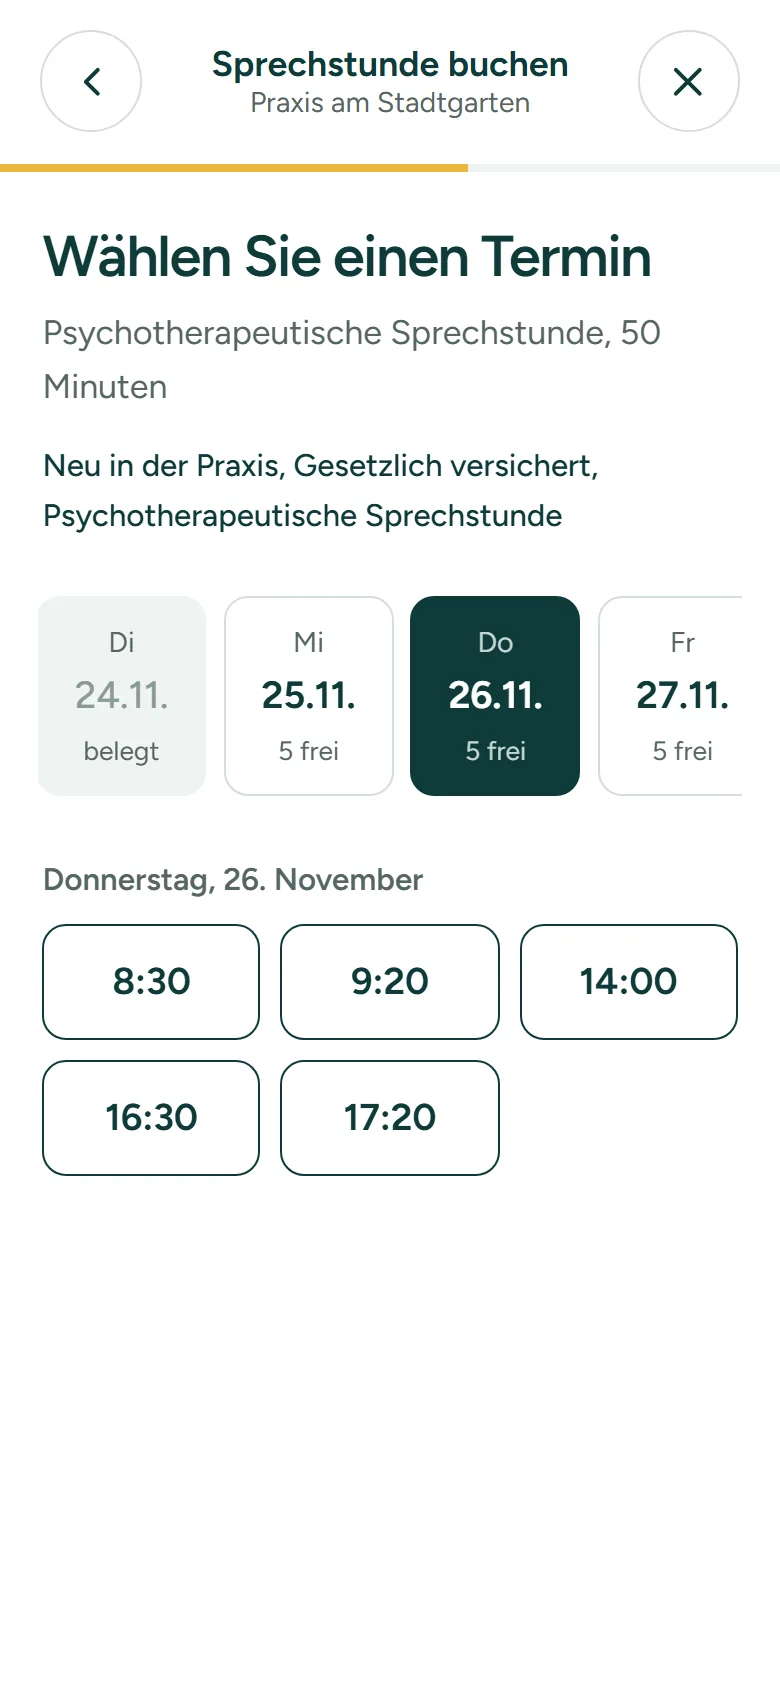 Sprechstunde buchen
Praxis am Stadtgarten
Wählen Sie einen Termin
Psychotherapeutische Sprechstunde, 50
Minuten
Neu in der Praxis, Gesetzlich versichert,
Psychotherapeutische Sprechstunde
Di
24.11.
belegt
Mi
25.11.
5 frei
Do
26.11.
5 frei
Fr
27.11.
5 frei
Donnerstag, 26. November
8:30
9:20
14:00
16:30
17:20